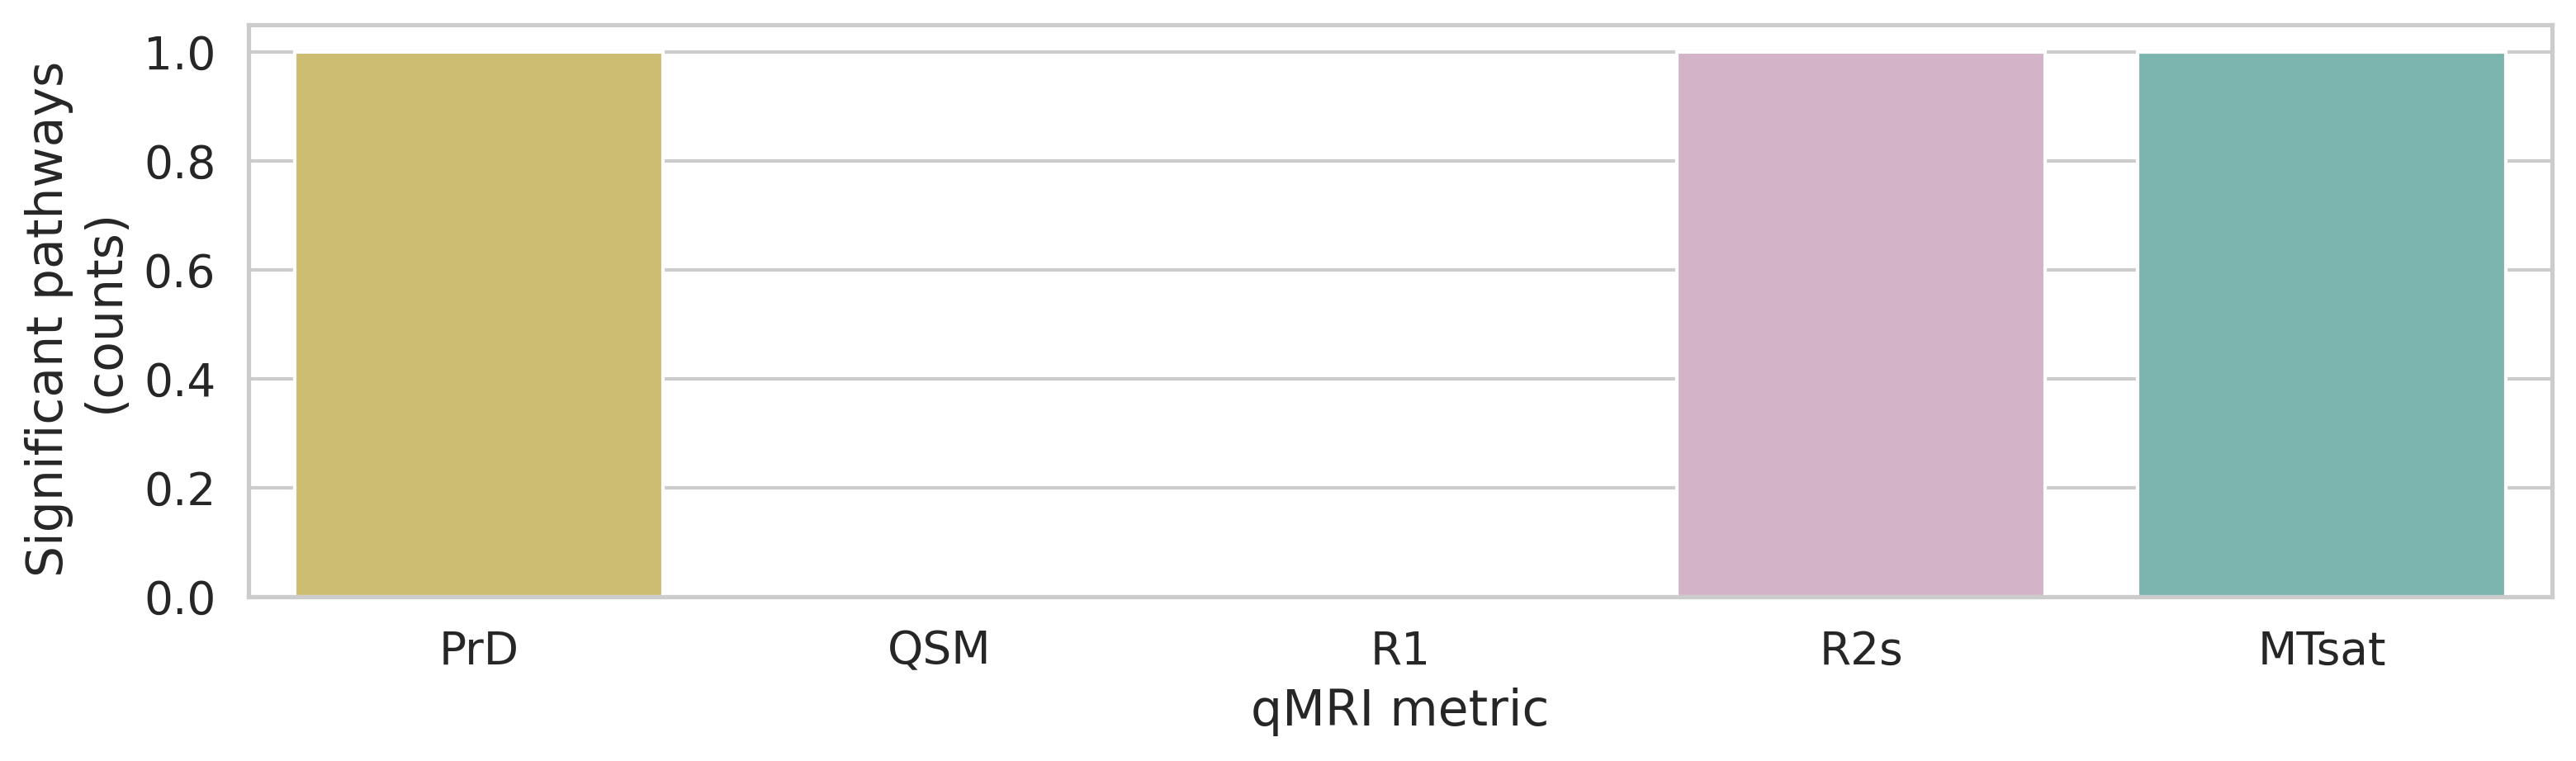 Significant pathways
(counts)
1.0
0.8
0.6
0.4
0.2
0.0
PrD QSM R1 R2s MTsat
qMRI metric